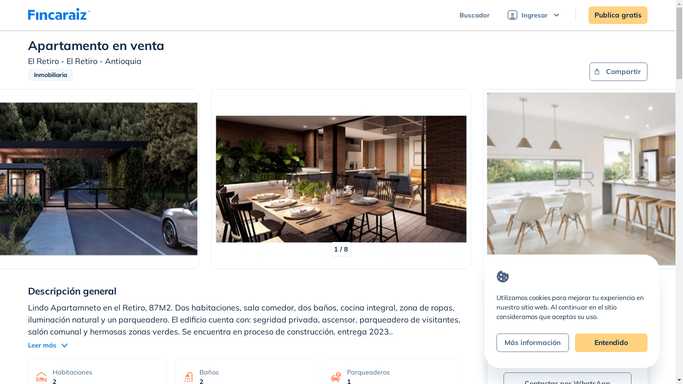 Fincaraiz
Buscador
Ingresar
Publica gratis
Apartamento en venta
El Retiro - El Retiro - Antioquia
Inmobiliaria
Compartir
1 / 8
Descripción general
Lindo Apartamneto en el Retiro, 87M2. Dos habitaciones, sala comedor, dos baños, cocina integral, zona de ropas,
iluminación natural y un parqueadero. El edificio cuenta con: segridad privada, ascensor, parqueadero de visitantes,
salón comunal y hermosas zonas verdes. Se encuentra en proceso de construcción, entrega 2023..
Leer más
Habitaciones
2
Baños
2
Parqueaderos
1
Utilizamos cookies para mejorar tu experiencia en
nuestro sitio web. Al continuar en el sitio
consideramos que aceptas su uso.
Más información
Entendido
Contactar por WhatsApp